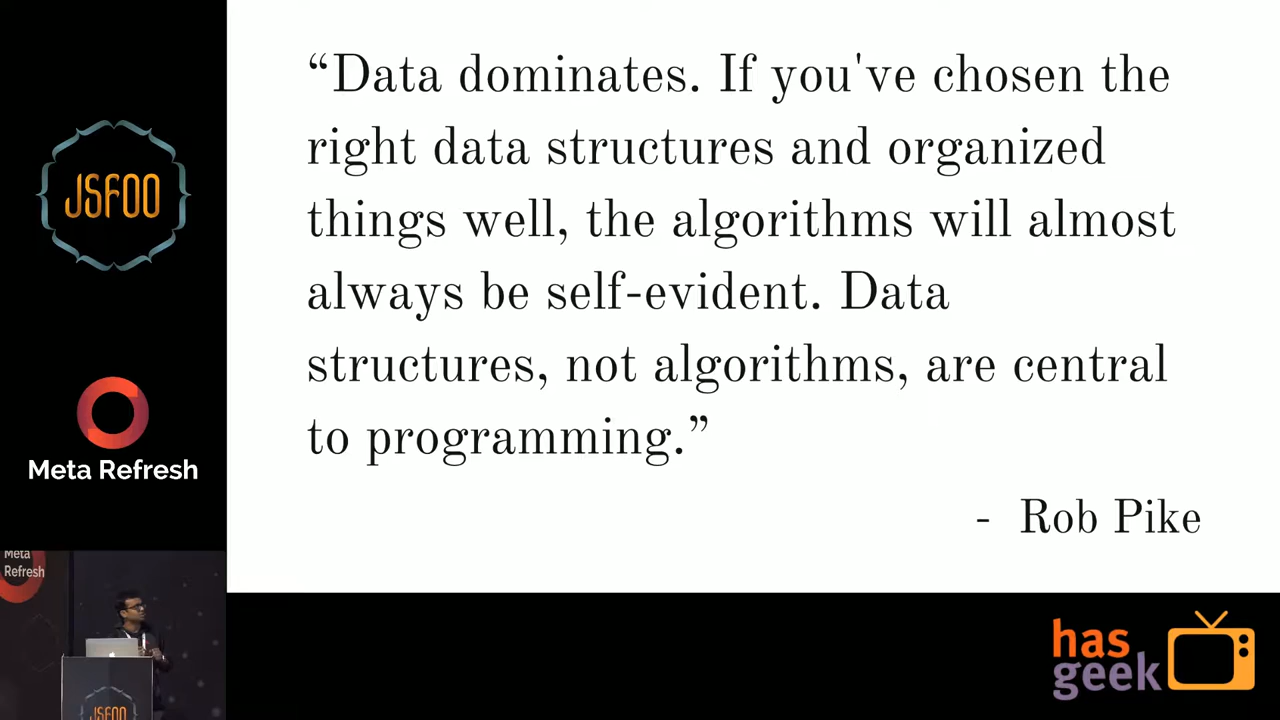 “Data dominates. If you've chosen the
right data structures and organized
things well, the algorithms will almost
always be self-evident. Data
structures, not algorithms, are central
to programming.”
- Rob Pike
JSFOO
Meta Refresh
Meta
Refresh
JSFOO
has
geek